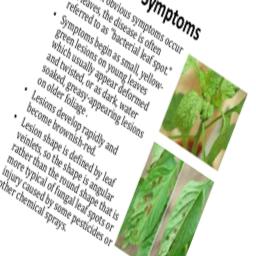 Symptoms
obvious symptoms occur
leaves, the disease is often
referred to as "bacterial leaf spot."
• Symptoms begin as small, yellow-
green lesions on young leaves
which usually appear deformed
and twisted, or as dark, water
soaked, greasy-appearing lesions
on older foliage.
• Lesions develop rapidly and
become brownish-red.
• Lesion shape is defined by leaf
veinlets, so the shape is angular
rather than the round shape that is
more typical of fungal leaf spots or
injury caused by some pesticides or
other chemical sprays.